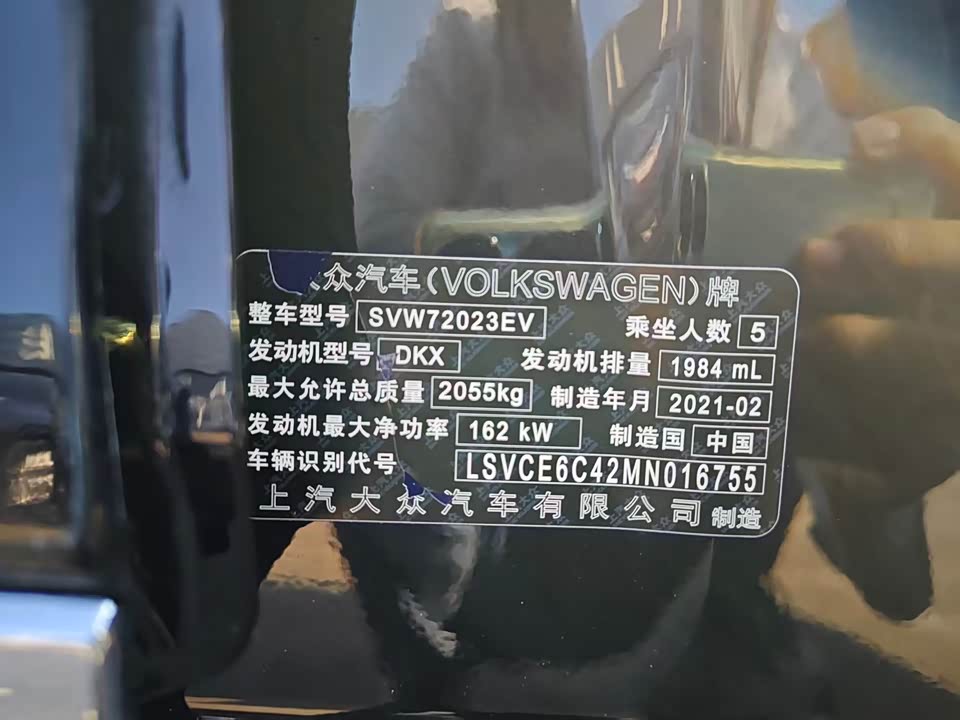 众汽车(VOLKSWAGEN)牌
整车型号 SVW72023EV 乘坐人数 5
发动机型号 DKX 发动机排量 1984 mL
最大允许总质量 2055kg 制造年月 2021-02
发动机最大净功率 162 kW 制造国 中国
车辆识别代号 LSVCE6C42MN016755
上汽大众汽车有限公司 制造